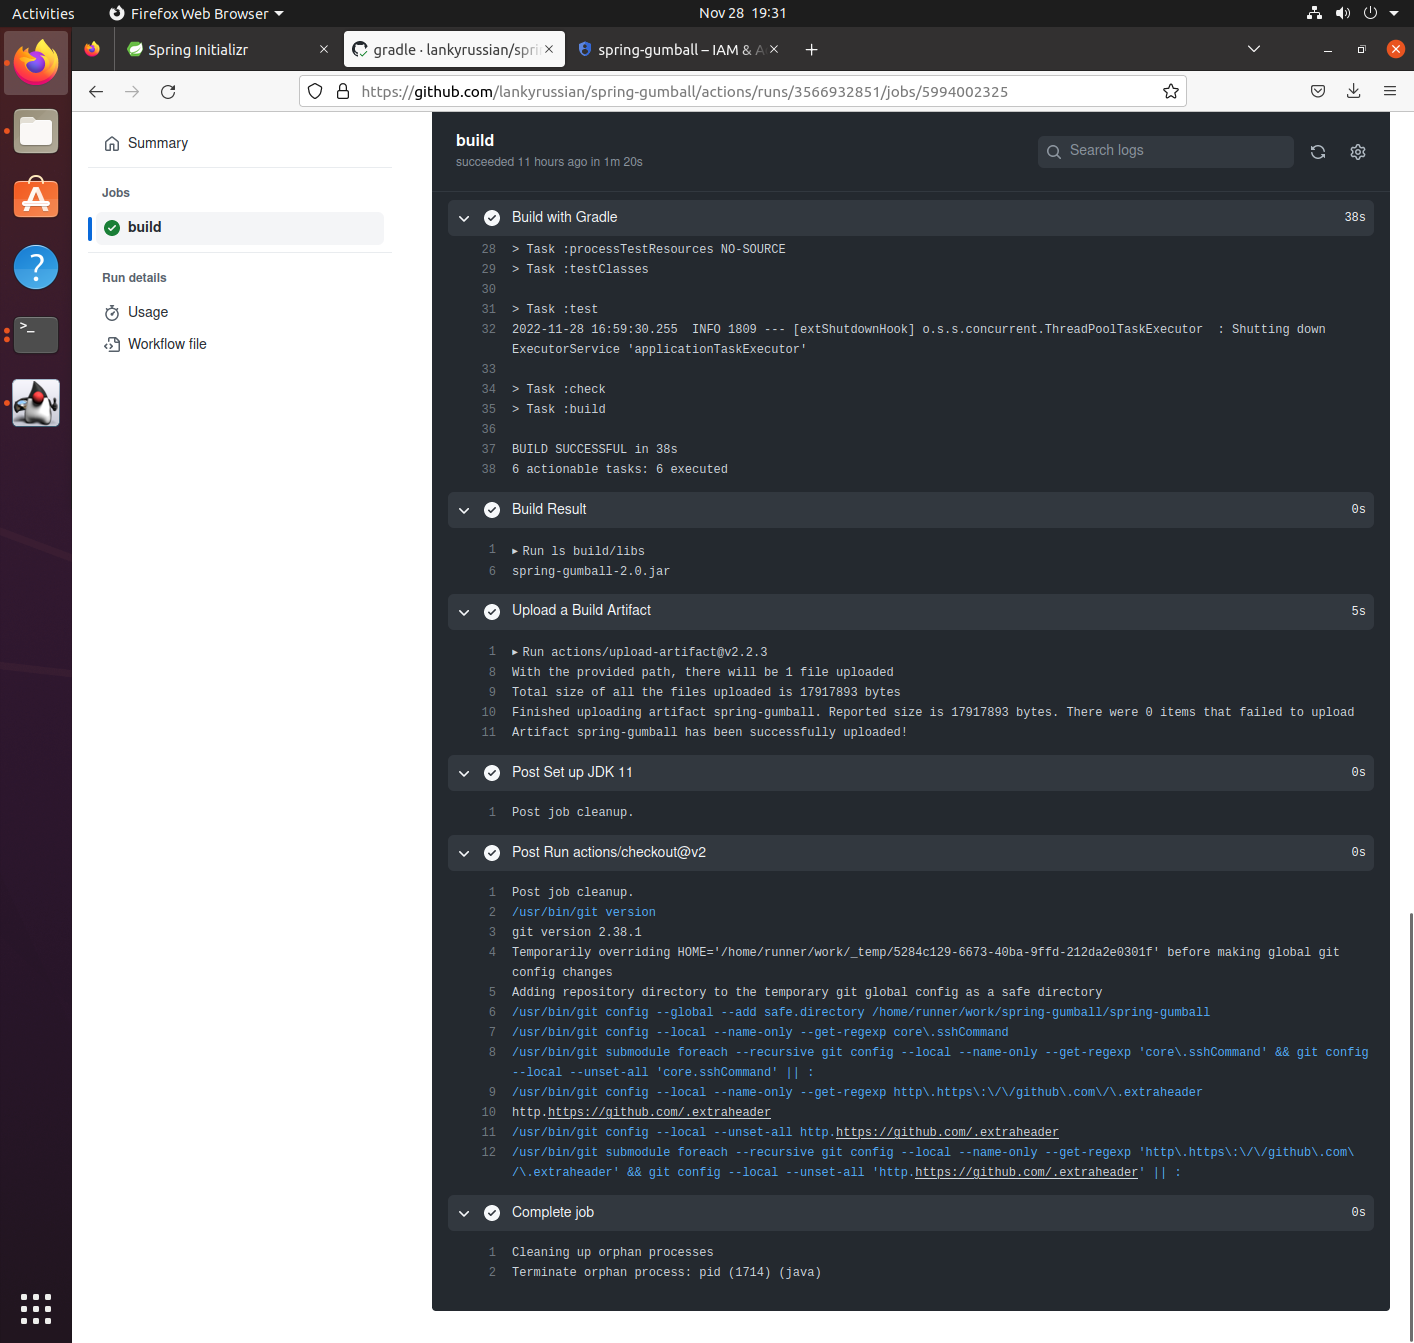 Activities
Firefox Web Browser
Nov 28 19:31
Spring Initializr
gradle · lankyrussian/spri
spring-gumball – IAM & A
https://github.com/lankyrussian/spring-gumball/actions/runs/3566932851/jobs/5994002325
Summary
Jobs
build
Run details
Usage
Workflow file
build
succeeded 11 hours ago in 1m 20s
Search logs
Build with Gradle 38s
28 > Task :processTestResources NO-SOURCE
29 > Task :testClasses
30
31 > Task :test
32 2022-11-28 16:59:30.255  INFO 1809 --- [extShutdownHook] o.s.s.concurrent.ThreadPoolTaskExecutor  : Shutting down
ExecutorService 'applicationTaskExecutor'
33
34 > Task :check
35 > Task :build
36
37 BUILD SUCCESSFUL in 38s
38 6 actionable tasks: 6 executed
Build Result 0s
1 ▸ Run ls build/libs
6 spring-gumball-2.0.jar
Upload a Build Artifact 5s
1 ▸ Run actions/upload-artifact@v2.2.3
8 With the provided path, there will be 1 file uploaded
9 Total size of all the files uploaded is 17917893 bytes
10 Finished uploading artifact spring-gumball. Reported size is 17917893 bytes. There were 0 items that failed to upload
11 Artifact spring-gumball has been successfully uploaded!
Post Set up JDK 11 0s
1 Post job cleanup.
Post Run actions/checkout@v2 0s
1 Post job cleanup.
2 /usr/bin/git version
3 git version 2.38.1
4 Temporarily overriding HOME='/home/runner/work/_temp/5284c129-6673-40ba-9ffd-212da2e0301f' before making global git
config changes
5 Adding repository directory to the temporary git global config as a safe directory
6 /usr/bin/git config --global --add safe.directory /home/runner/work/spring-gumball/spring-gumball
7 /usr/bin/git config --local --name-only --get-regexp core\.sshCommand
8 /usr/bin/git submodule foreach --recursive git config --local --name-only --get-regexp 'core\.sshCommand' && git config
--local --unset-all 'core.sshCommand' || :
9 /usr/bin/git config --local --name-only --get-regexp http\.https\:\/\/github\.com\/\.extraheader
10 http.https://github.com/.extraheader
11 /usr/bin/git config --local --unset-all http.https://github.com/.extraheader
12 /usr/bin/git submodule foreach --recursive git config --local --name-only --get-regexp 'http\.https\:\/\/github\.com\
/\.extraheader' && git config --local --unset-all 'http.https://github.com/.extraheader' || :
Complete job 0s
1 Cleaning up orphan processes
2 Terminate orphan process: pid (1714) (java)